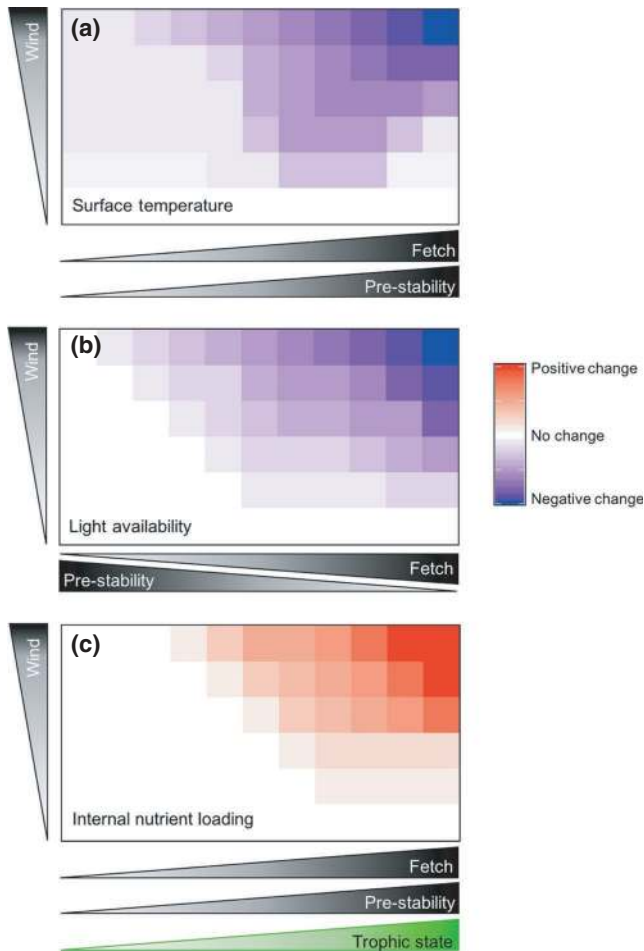 (a)
Wind
Surface temperature
Fetch
Pre-stability
(b)
Wind
Light availability
Fetch
Pre-stability
Positive change
No change
Negative change
(c)
Wind
Internal nutrient loading
Fetch
Pre-stability
Trophic state